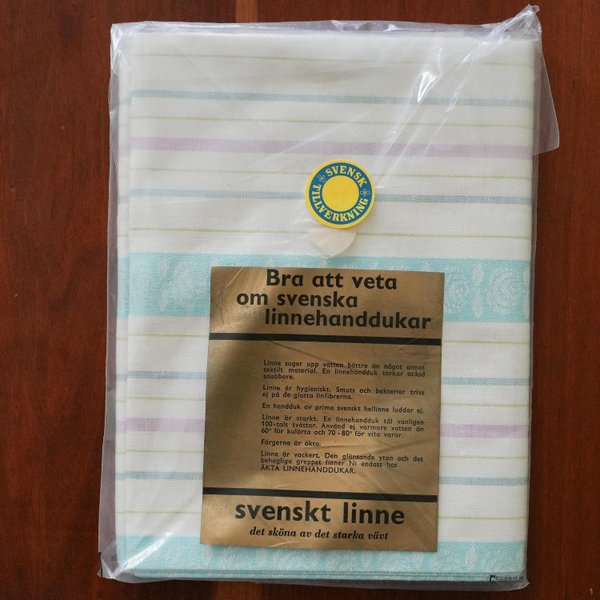 SVENSK
TILLVERKNING
Bra att veta
om svenska
linnehanddukar
Linne suger upp vatten bättre än något annat
textilt material. En linnehandduk torkar också
snabbare.
Linne är hygieniskt. Smuts och bakterier trivs
ej på de glatta linfibrerna.
En handduk av prima svenskt hellinne luddar ej.
Linne är starkt. En linnehandduk tål vanligen
100-tals tvättar. Använd ej varmare vatten än
60° för kulörta och 70 - 80° för vita varor.
Färgerna är äkta.
Linne är vackert. Den glänsande ytan och det
behagliga greppet finner Ni endast hos
ÄKTA LINNEHANDDUKAR.
svenskt linne
det sköna av det starka vävt